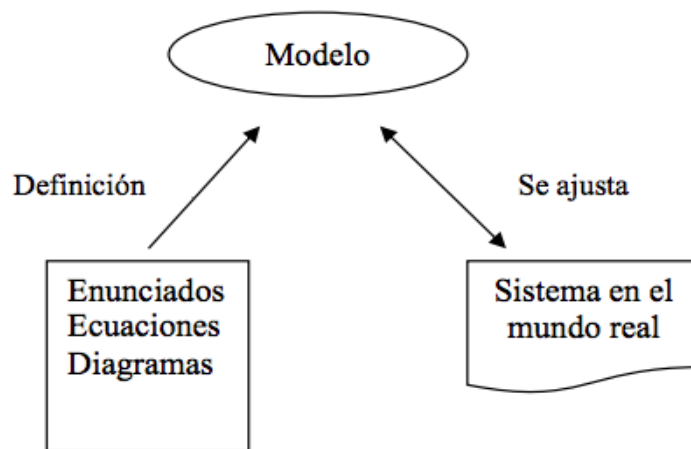 Modelo
Definición
Se ajusta
Enunciados
Ecuaciones
Diagramas
Sistema en el
mundo real